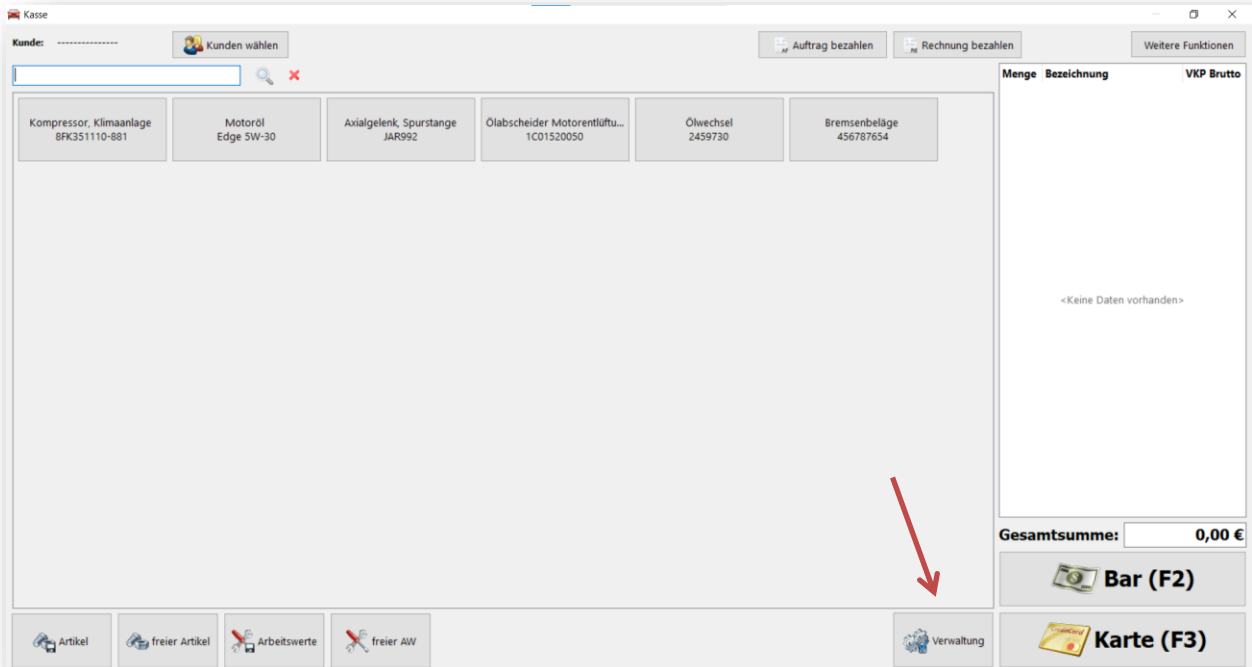 Kasse
Kunde: ---------------
Kunden wählen
Auftrag bezahlen
Rechnung bezahlen
Weitere Funktionen
Menge Bezeichnung VKP Brutto
Kompressor, Klimaanlage
8FK351110-881
Motoröl
Edge 5W-30
Axialgelenk, Spurstange
JAR992
Ölabscheider Motorentlüftu...
1C01520050
Ölwechsel
2459730
Bremsenbeläge
456787654
<Keine Daten vorhanden>
Gesamtsumme: 0,00 €
Bar (F2)
Artikel
freier Artikel
Arbeitswerte
freier AW
Verwaltung
Karte (F3)